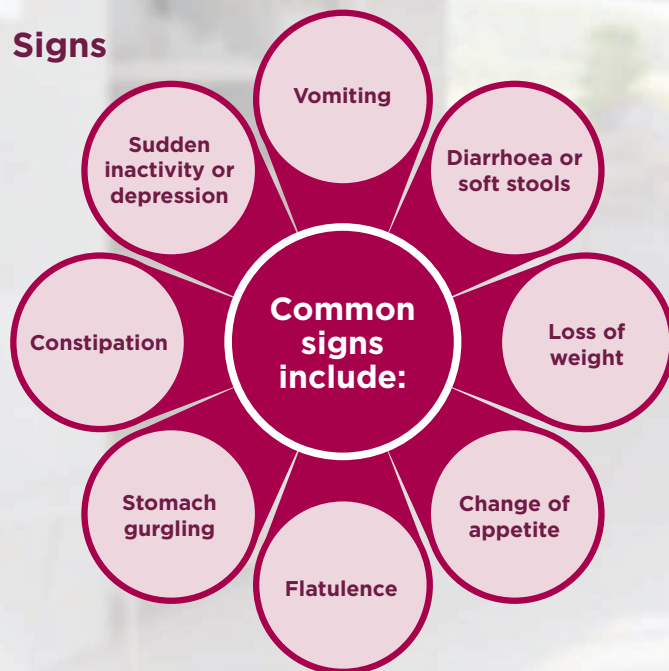 Signs
Common
signs
include:
Vomiting
Diarrhoea or
soft stools
Loss of
weight
Change of
appetite
Flatulence
Stomach
gurgling
Constipation
Sudden
inactivity or
depression